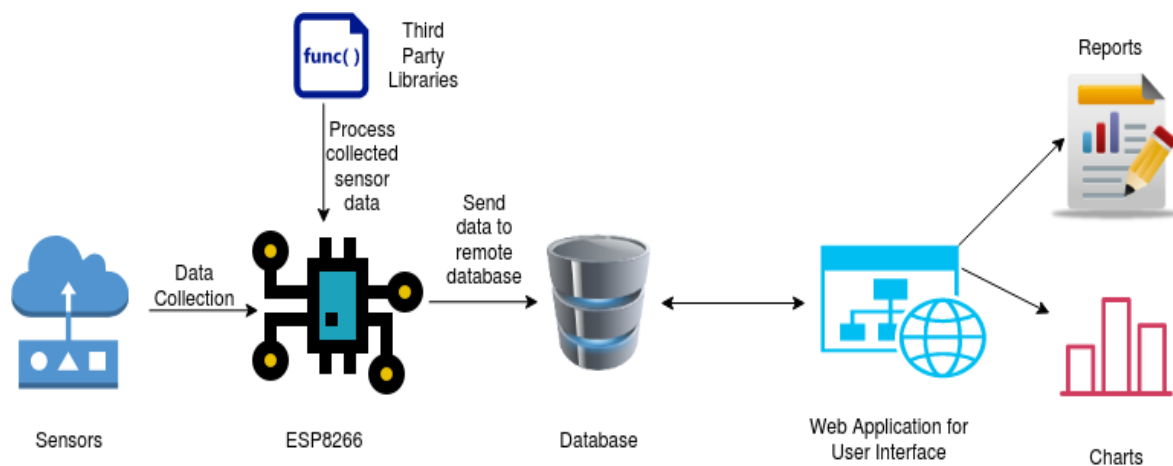 func( )
Third
Party
Libraries
Reports
Process
collected
sensor
data
Send
data to
remote
database
Data
Collection
Sensors
ESP8266
Database
Web Application for
User Interface
Charts